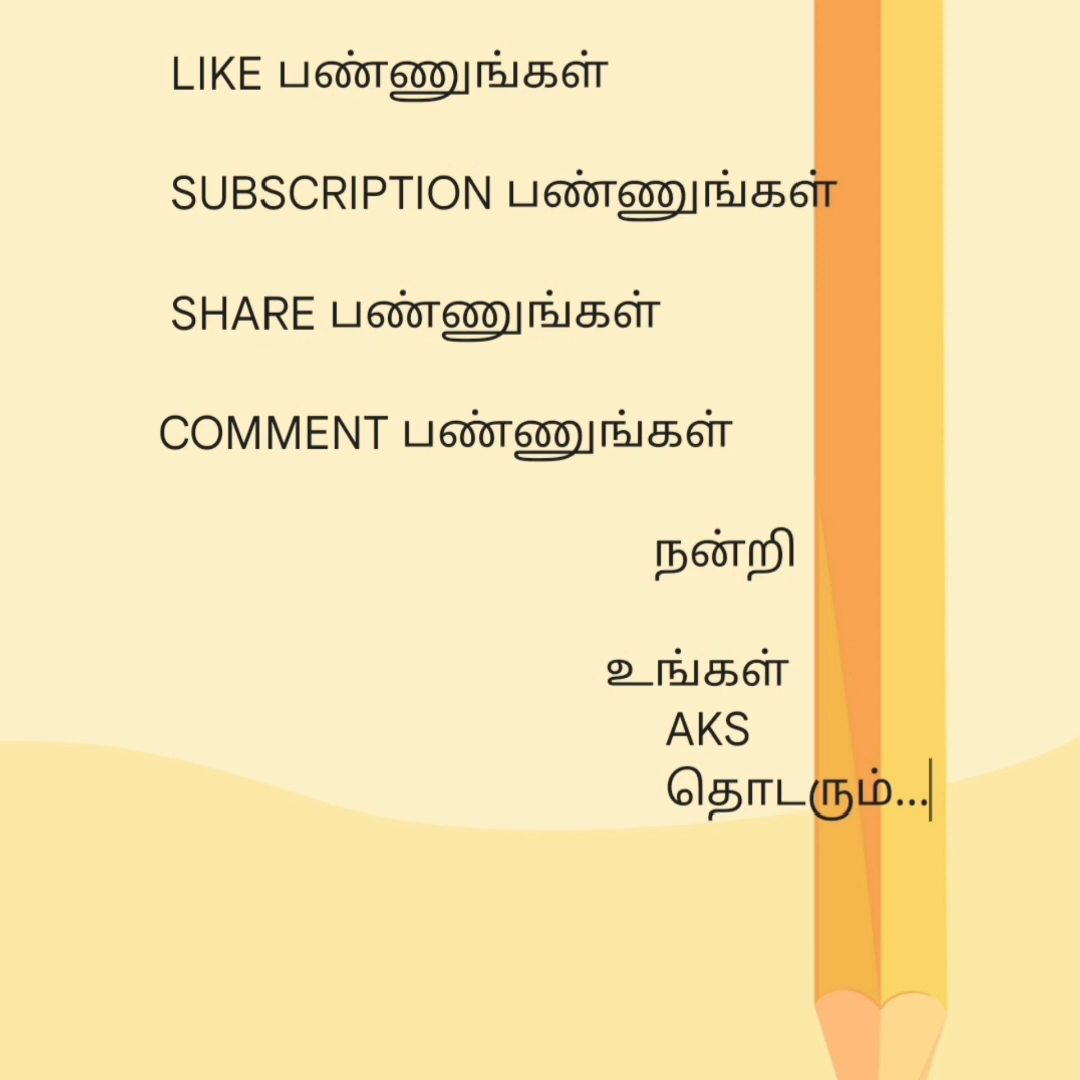 LIKE பண்ணுங்கள்
SUBSCRIPTION பண்ணுங்கள்
SHARE பண்ணுங்கள்
COMMENT பண்ணுங்கள்
நன்றி
உங்கள்
AKS
தொடரும்...